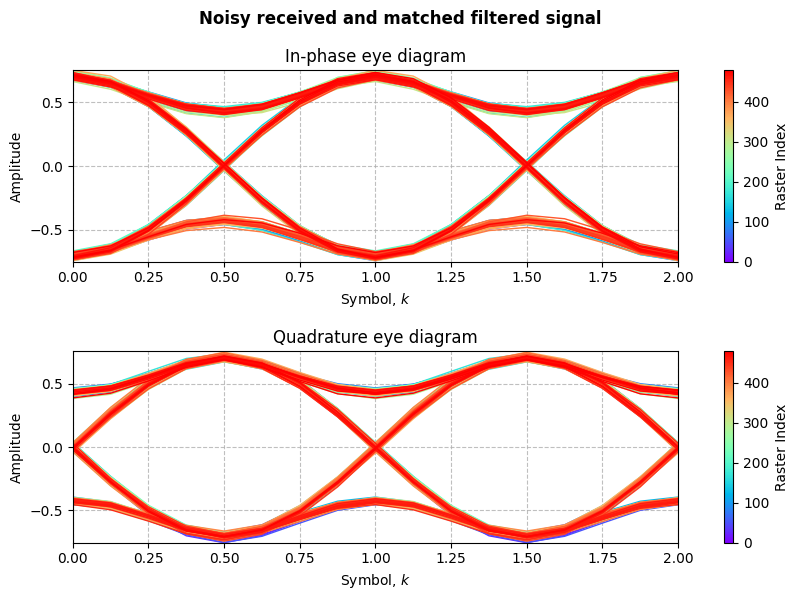 Noisy received and matched filtered signal
In-phase eye diagram
Amplitude
0.5
0.0
−0.5
0.00 0.25 0.50 0.75 1.00 1.25 1.50 1.75 2.00
Symbol, k
400
300
200
100
0
Raster Index
Quadrature eye diagram
Amplitude
0.5
0.0
−0.5
0.00 0.25 0.50 0.75 1.00 1.25 1.50 1.75 2.00
Symbol, k
400
300
200
100
0
Raster Index